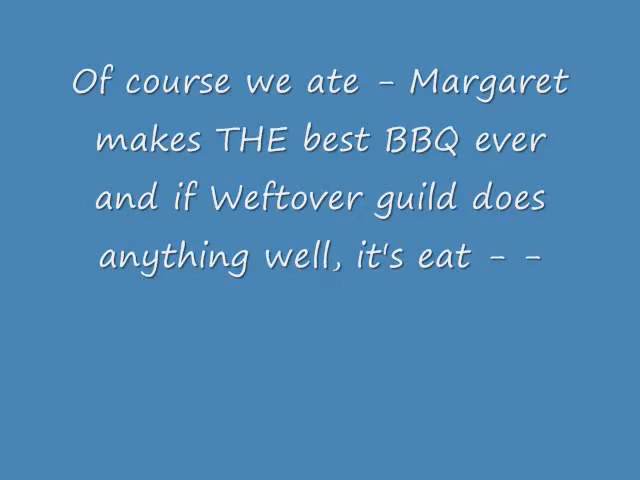 Of course we ate - Margaret
makes THE best BBQ ever
and if Weftover guild does
anything well, it's eat - -